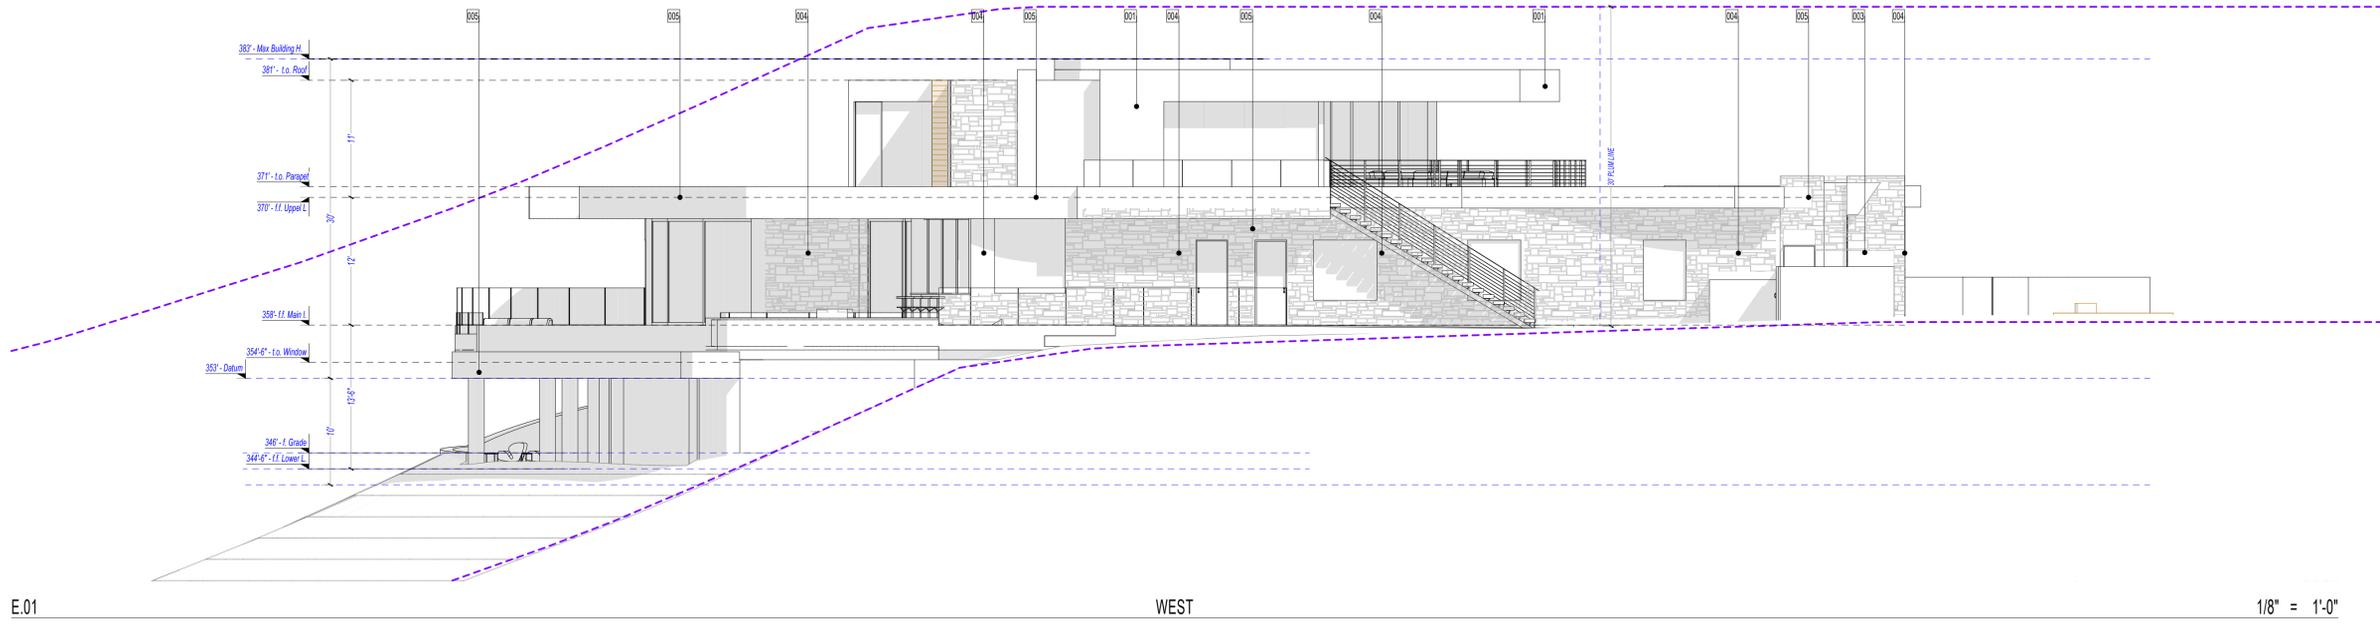 005 005 004 004 005 001 004 005 004 001 004 005 003 004
383' - Max Building H.
381' - t.o. Roof
11'
30' PLUM LINE
371' - t.o. Parapet
370' - f.f. Uppel L
30'
12'
358'- f.f. Main l.
354'-6" - t.o. Window
353' - Datum
13'-6"
10'
346' - f. Grade
344'-6" - f.f. Lower L.
E.01 WEST 1/8" = 1'-0"